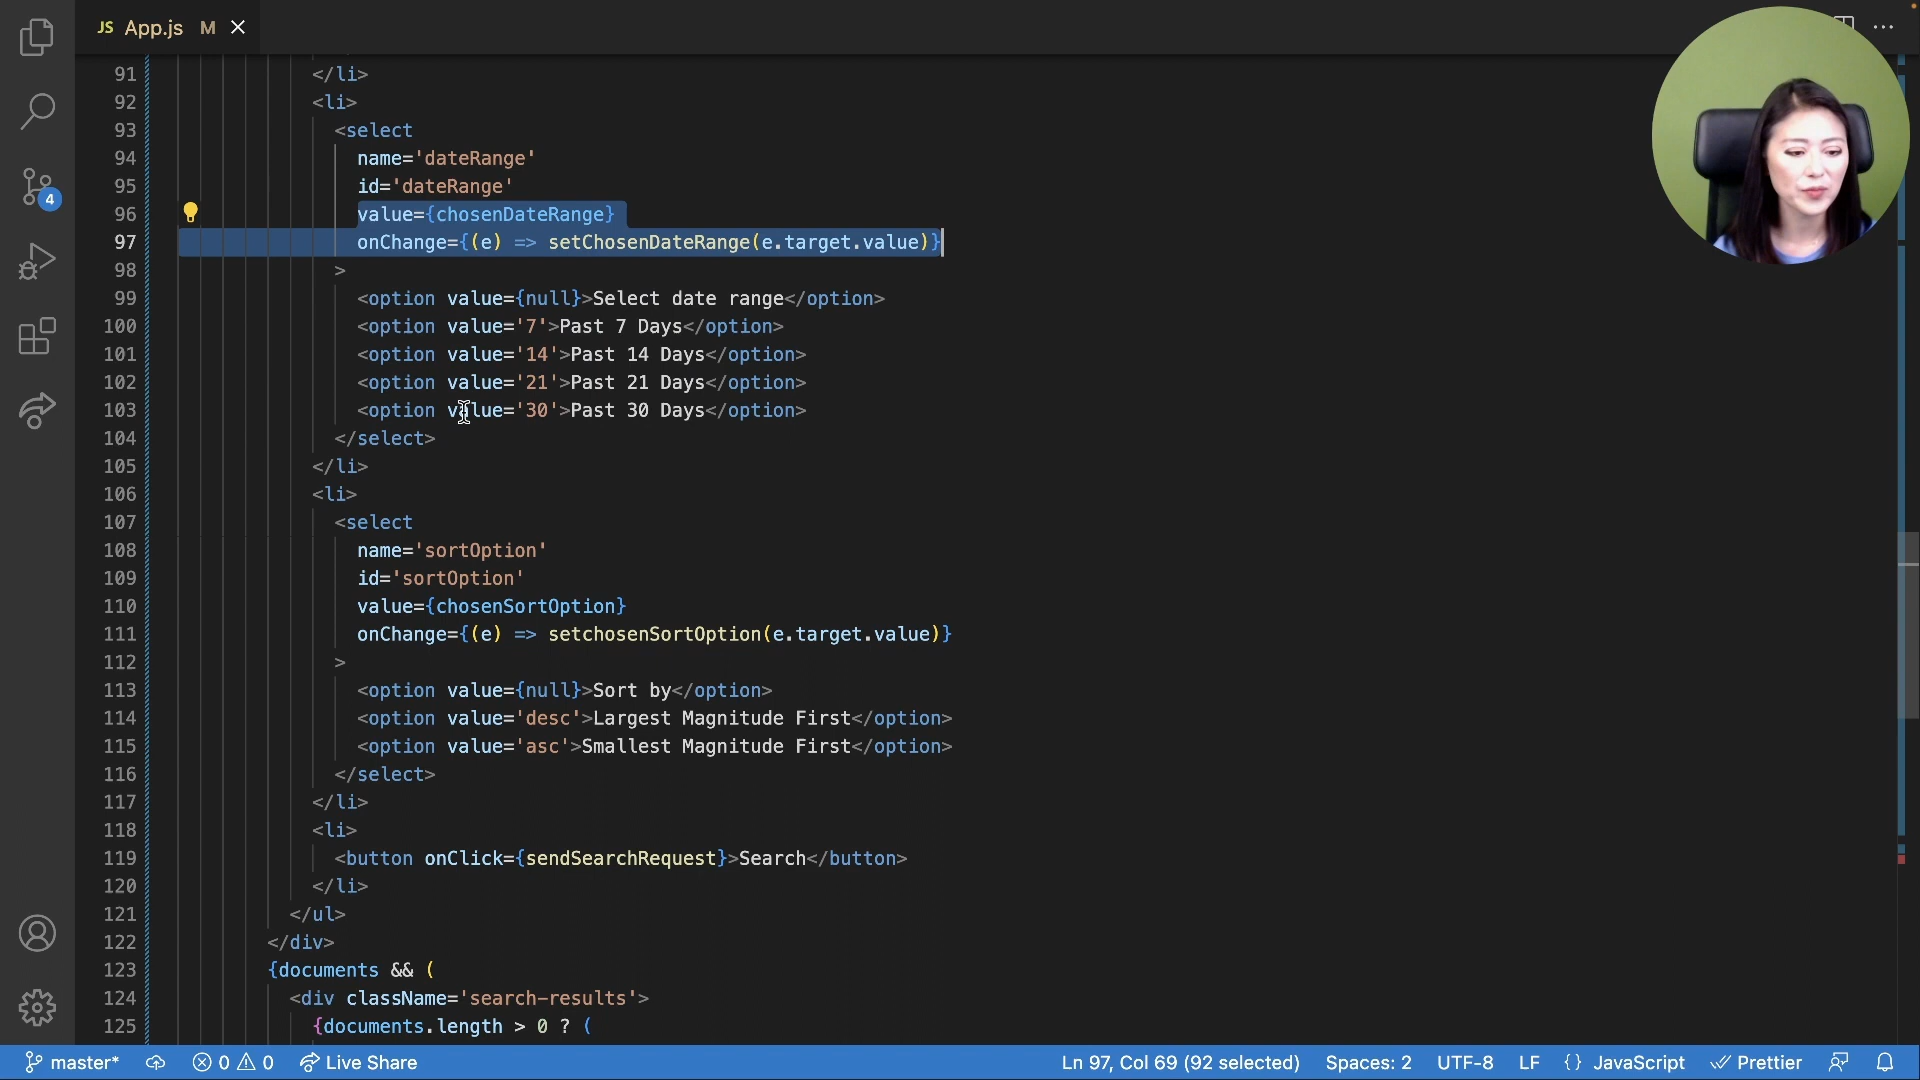 JS App.js M
91 </li>
92 <li>
93 <select
94 name='dateRange'
95 id='dateRange'
96 value={chosenDateRange}
97 onChange={(e) => setChosenDateRange(e.target.value)}
98 >
99 <option value={null}>Select date range</option>
100 <option value='7'>Past 7 Days</option>
101 <option value='14'>Past 14 Days</option>
102 <option value='21'>Past 21 Days</option>
103 <option value='30'>Past 30 Days</option>
104 </select>
105 </li>
106 <li>
107 <select
108 name='sortOption'
109 id='sortOption'
110 value={chosenSortOption}
111 onChange={(e) => setchosenSortOption(e.target.value)}
112 >
113 <option value={null}>Sort by</option>
114 <option value='desc'>Largest Magnitude First</option>
115 <option value='asc'>Smallest Magnitude First</option>
116 </select>
117 </li>
118 <li>
119 <button onClick={sendSearchRequest}>Search</button>
120 </li>
121 </ul>
122 </div>
123 {documents && (
124 <div className='search-results'>
125 {documents.length > 0 ? (
4
master* 0 0 Live Share Ln 97, Col 69 (92 selected) Spaces: 2 UTF-8 LF {} JavaScript Prettier